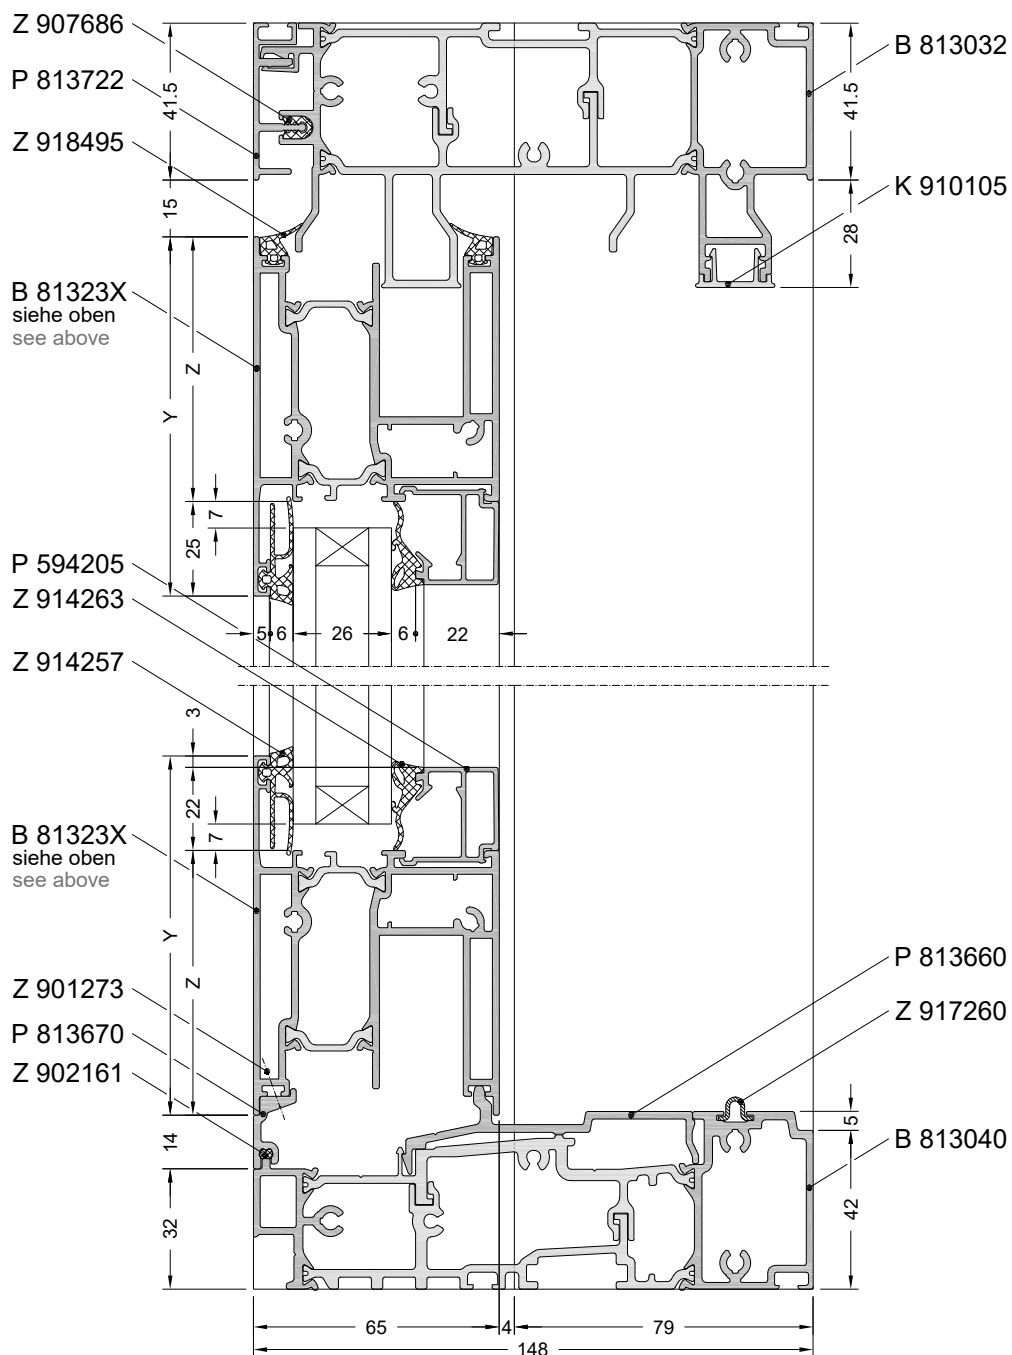 Z 907686
P 813722
Z 918495
B 81323X
siehe oben
see above
P 594205
Z 914263
Z 914257
B 81323X
siehe oben
see above
Z 901273
P 813670
Z 902161
B 813032
K 910105
P 813660
Z 917260
B 813040
41.5
15
Z
Y
7
25
41.5
28
5
6
26
6
22
3
22
7
Y
Z
14
32
5
42
65
4
79
148